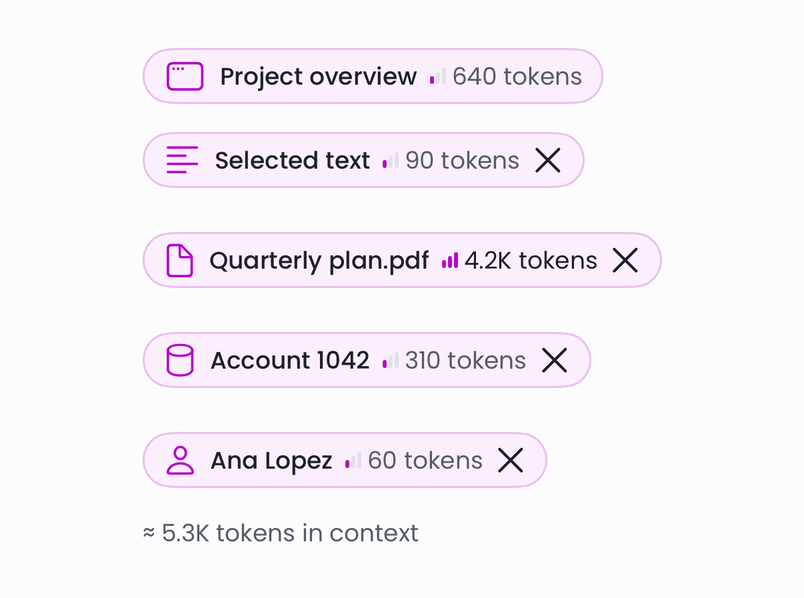 Project overview 640 tokens
Selected text 90 tokens
Quarterly plan.pdf 4.2K tokens
Account 1042 310 tokens
Ana Lopez 60 tokens
≈ 5.3K tokens in context